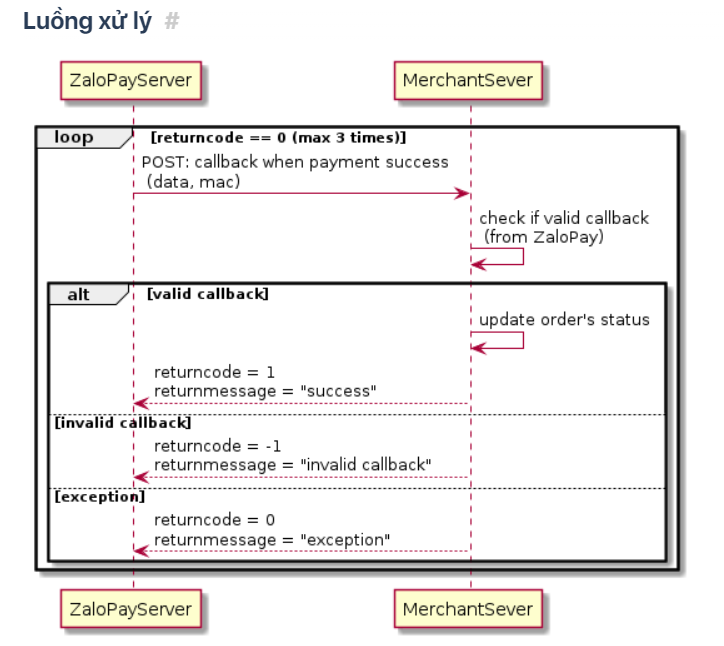 Luồng xử lý #
ZaloPayServer
MerchantSever
loop
[returncode == 0 (max 3 times)]
POST: callback when payment success
(data, mac)
check if valid callback
(from ZaloPay)
alt
[valid callback]
update order's status
returncode = 1
returnmessage = "success"
[invalid callback]
returncode = -1
returnmessage = "invalid callback"
[exception]
returncode = 0
returnmessage = "exception"
ZaloPayServer
MerchantSever